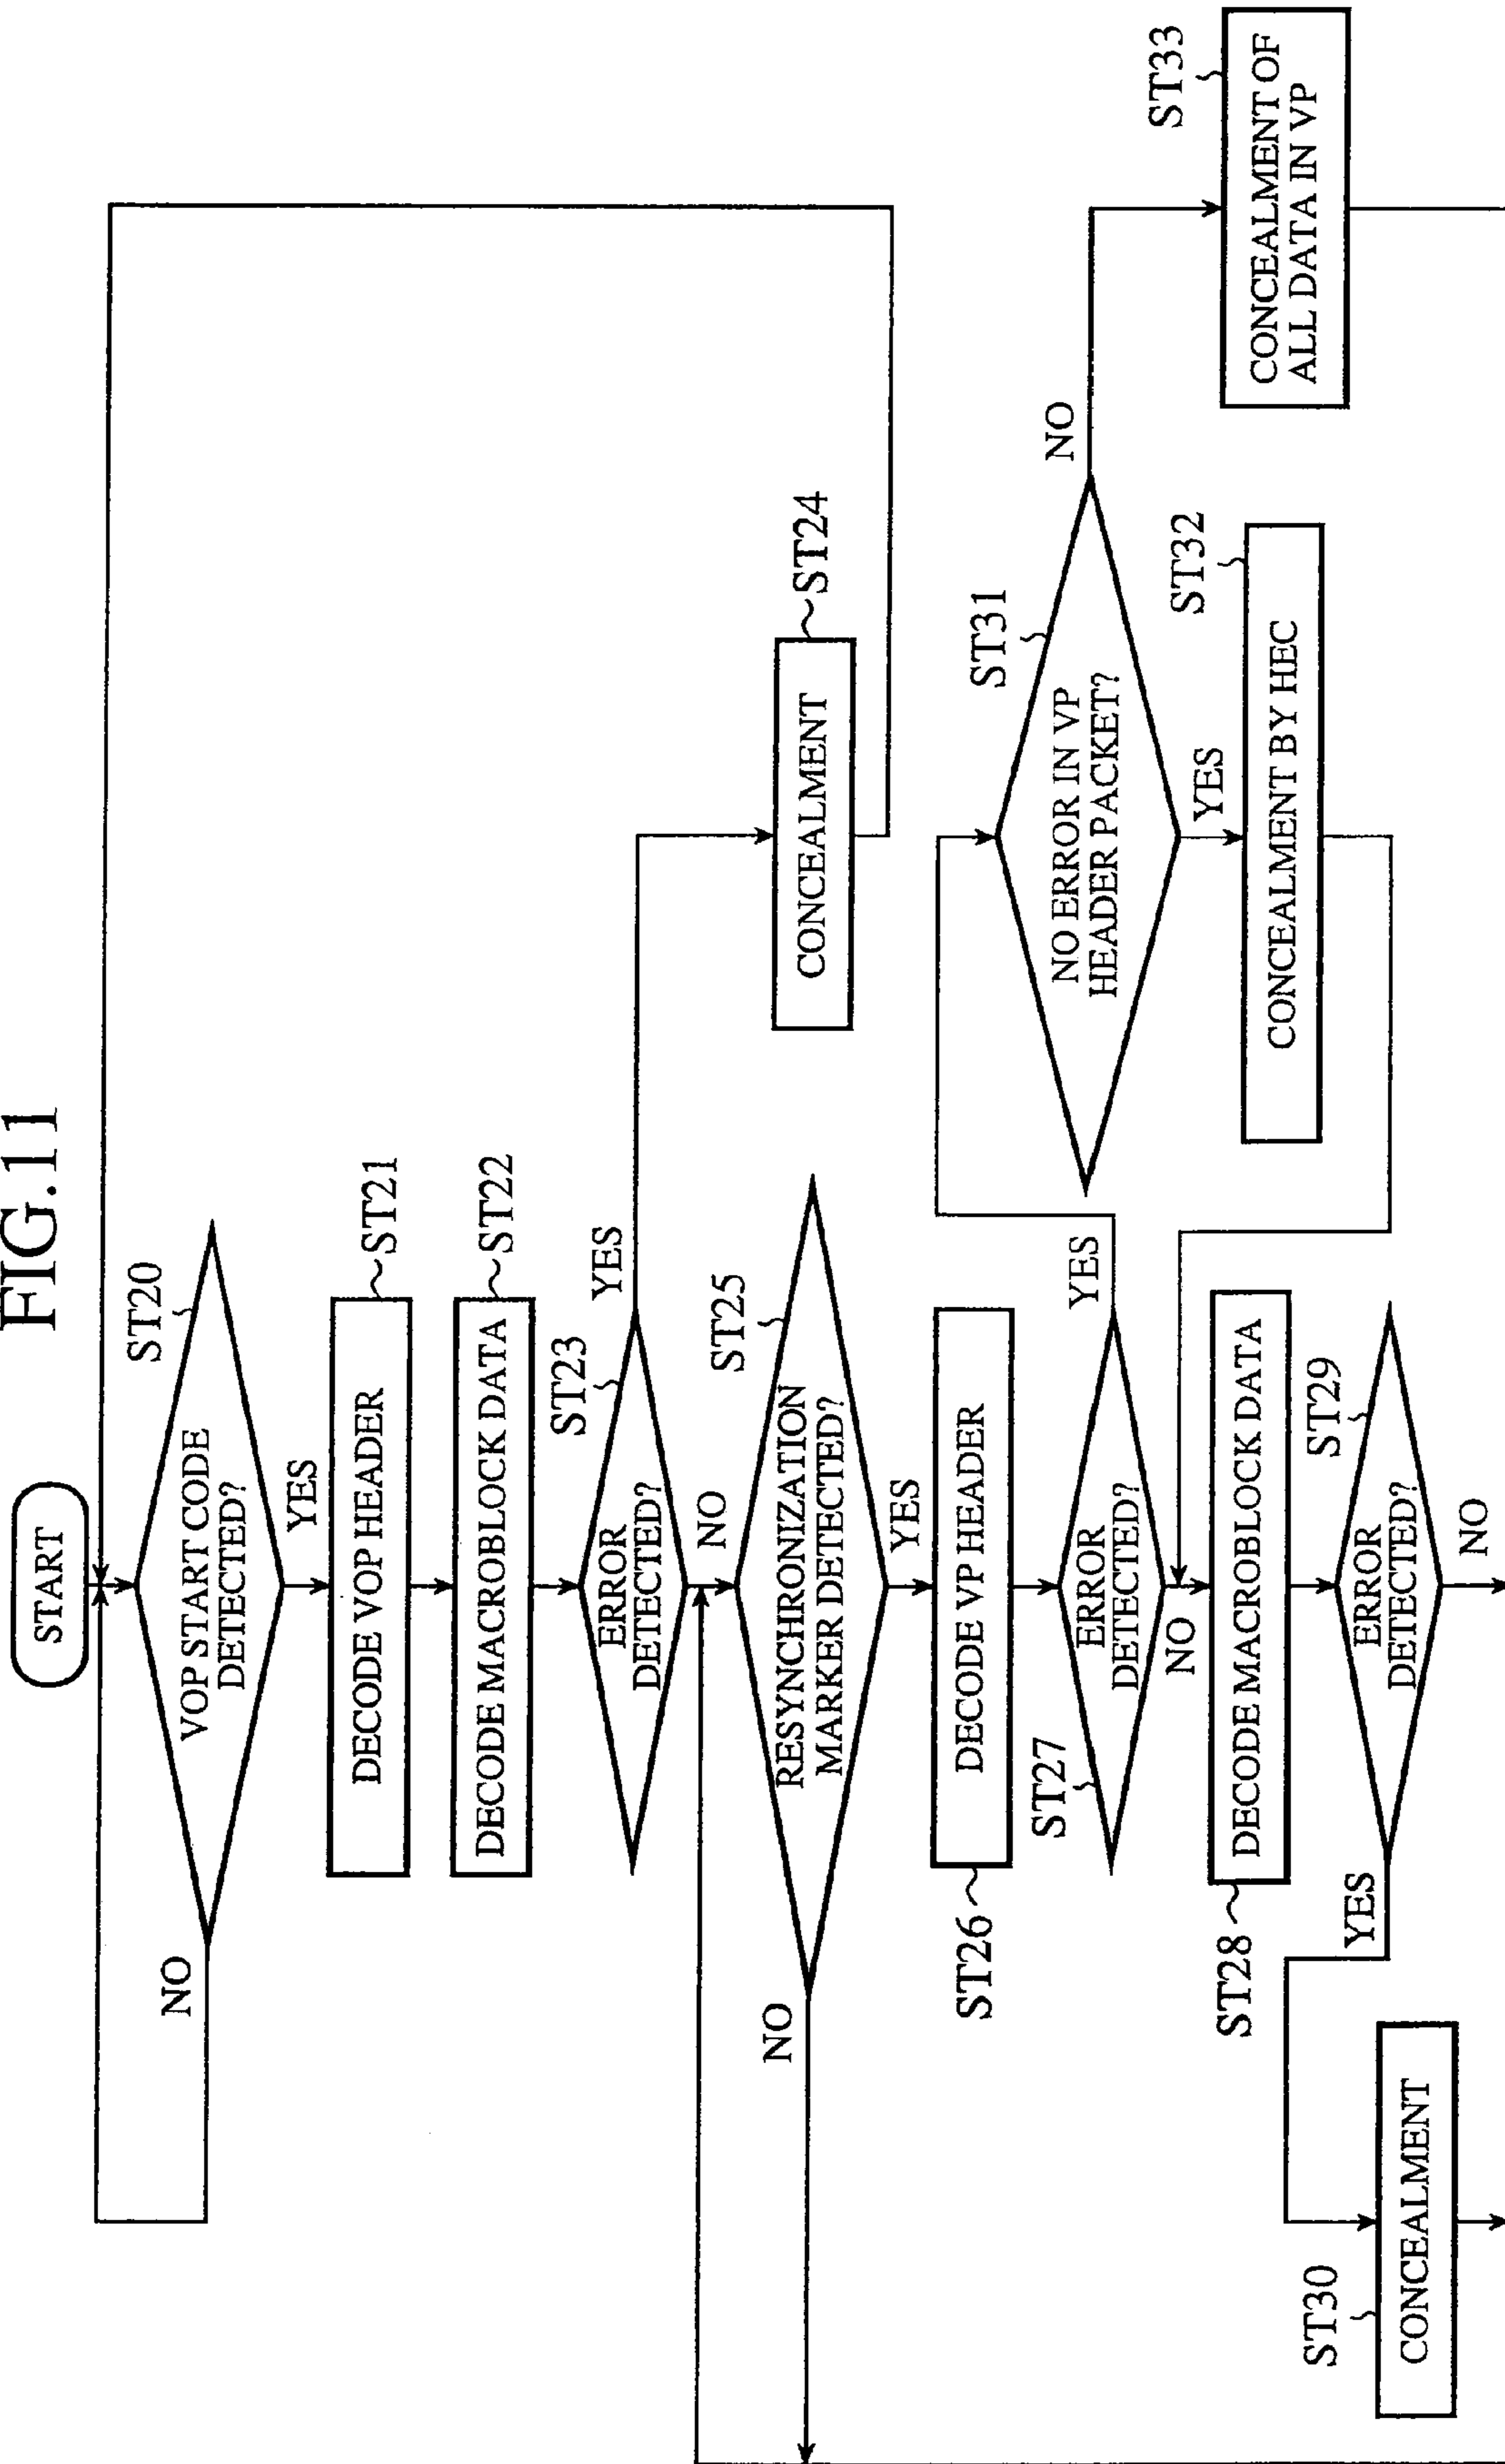 FIG.11
START
ST20
VOP START CODE
DETECTED?
NO
YES
DECODE VOP HEADER
ST21
DECODE MACROBLOCK DATA
ST22
ST23
ERROR
DETECTED?
YES
NO
CONCEALMENT
ST24
ST25
RESYNCHRONIZATION
MARKER DETECTED?
NO
YES
ST26
DECODE VP HEADER
ST27
ERROR
DETECTED?
YES
NO
ST31
NO ERROR IN VP
HEADER PACKET?
NO
YES
ST32
CONCEALMENT BY HEC
ST33
CONCEALMENT OF
ALL DATA IN VP
ST28
DECODE MACROBLOCK DATA
ST29
ERROR
DETECTED?
YES
NO
ST30
CONCEALMENT